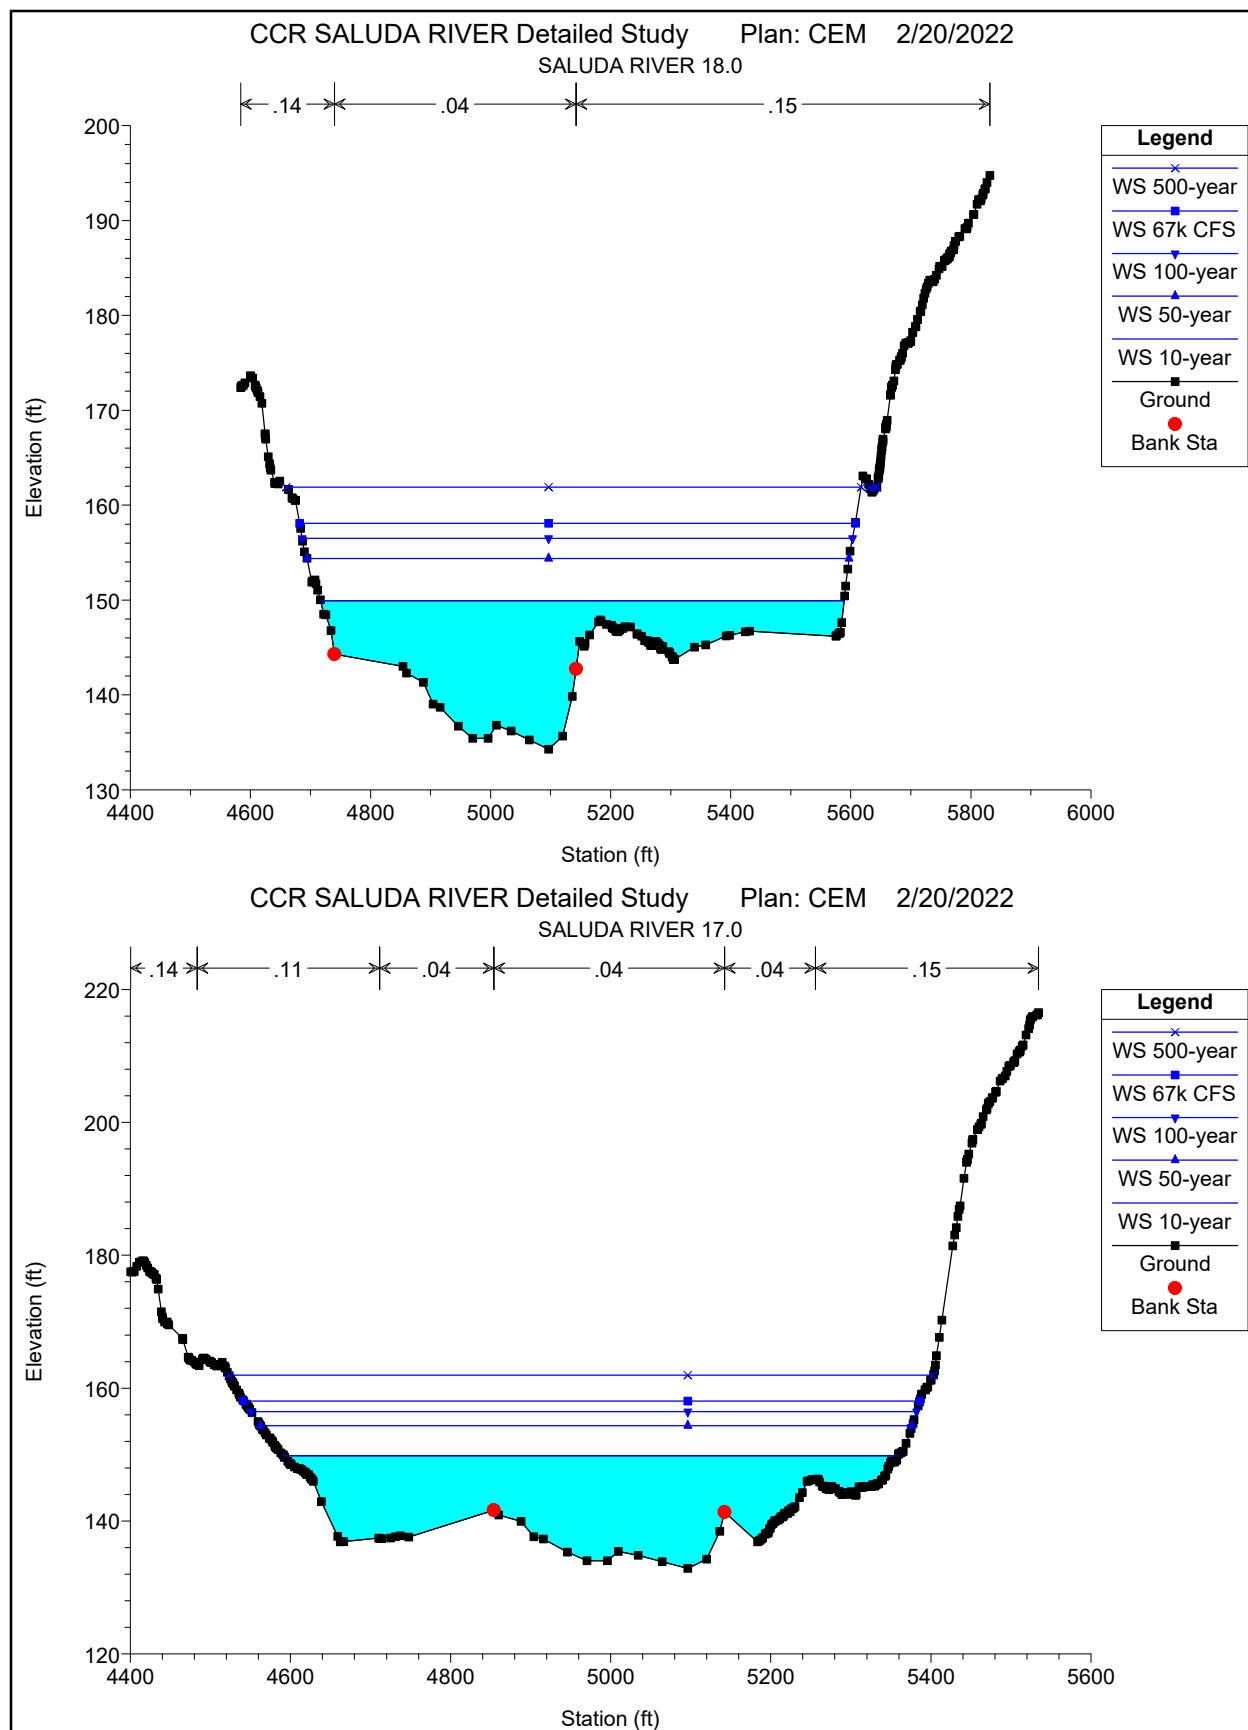 CCR SALUDA RIVER Detailed Study Plan: CEM 2/20/2022
SALUDA RIVER 18.0
.14 .04 .15
200
190
180
170
160
150
140
130
Elevation (ft)
4400 4600 4800 5000 5200 5400 5600 5800 6000
Station (ft)
Legend
WS 500-year
WS 67k CFS
WS 100-year
WS 50-year
WS 10-year
Ground
Bank Sta
CCR SALUDA RIVER Detailed Study Plan: CEM 2/20/2022
SALUDA RIVER 17.0
.14 .11 .04 .04 .04 .15
220
200
180
160
140
120
Elevation (ft)
4400 4600 4800 5000 5200 5400 5600
Station (ft)
Legend
WS 500-year
WS 67k CFS
WS 100-year
WS 50-year
WS 10-year
Ground
Bank Sta